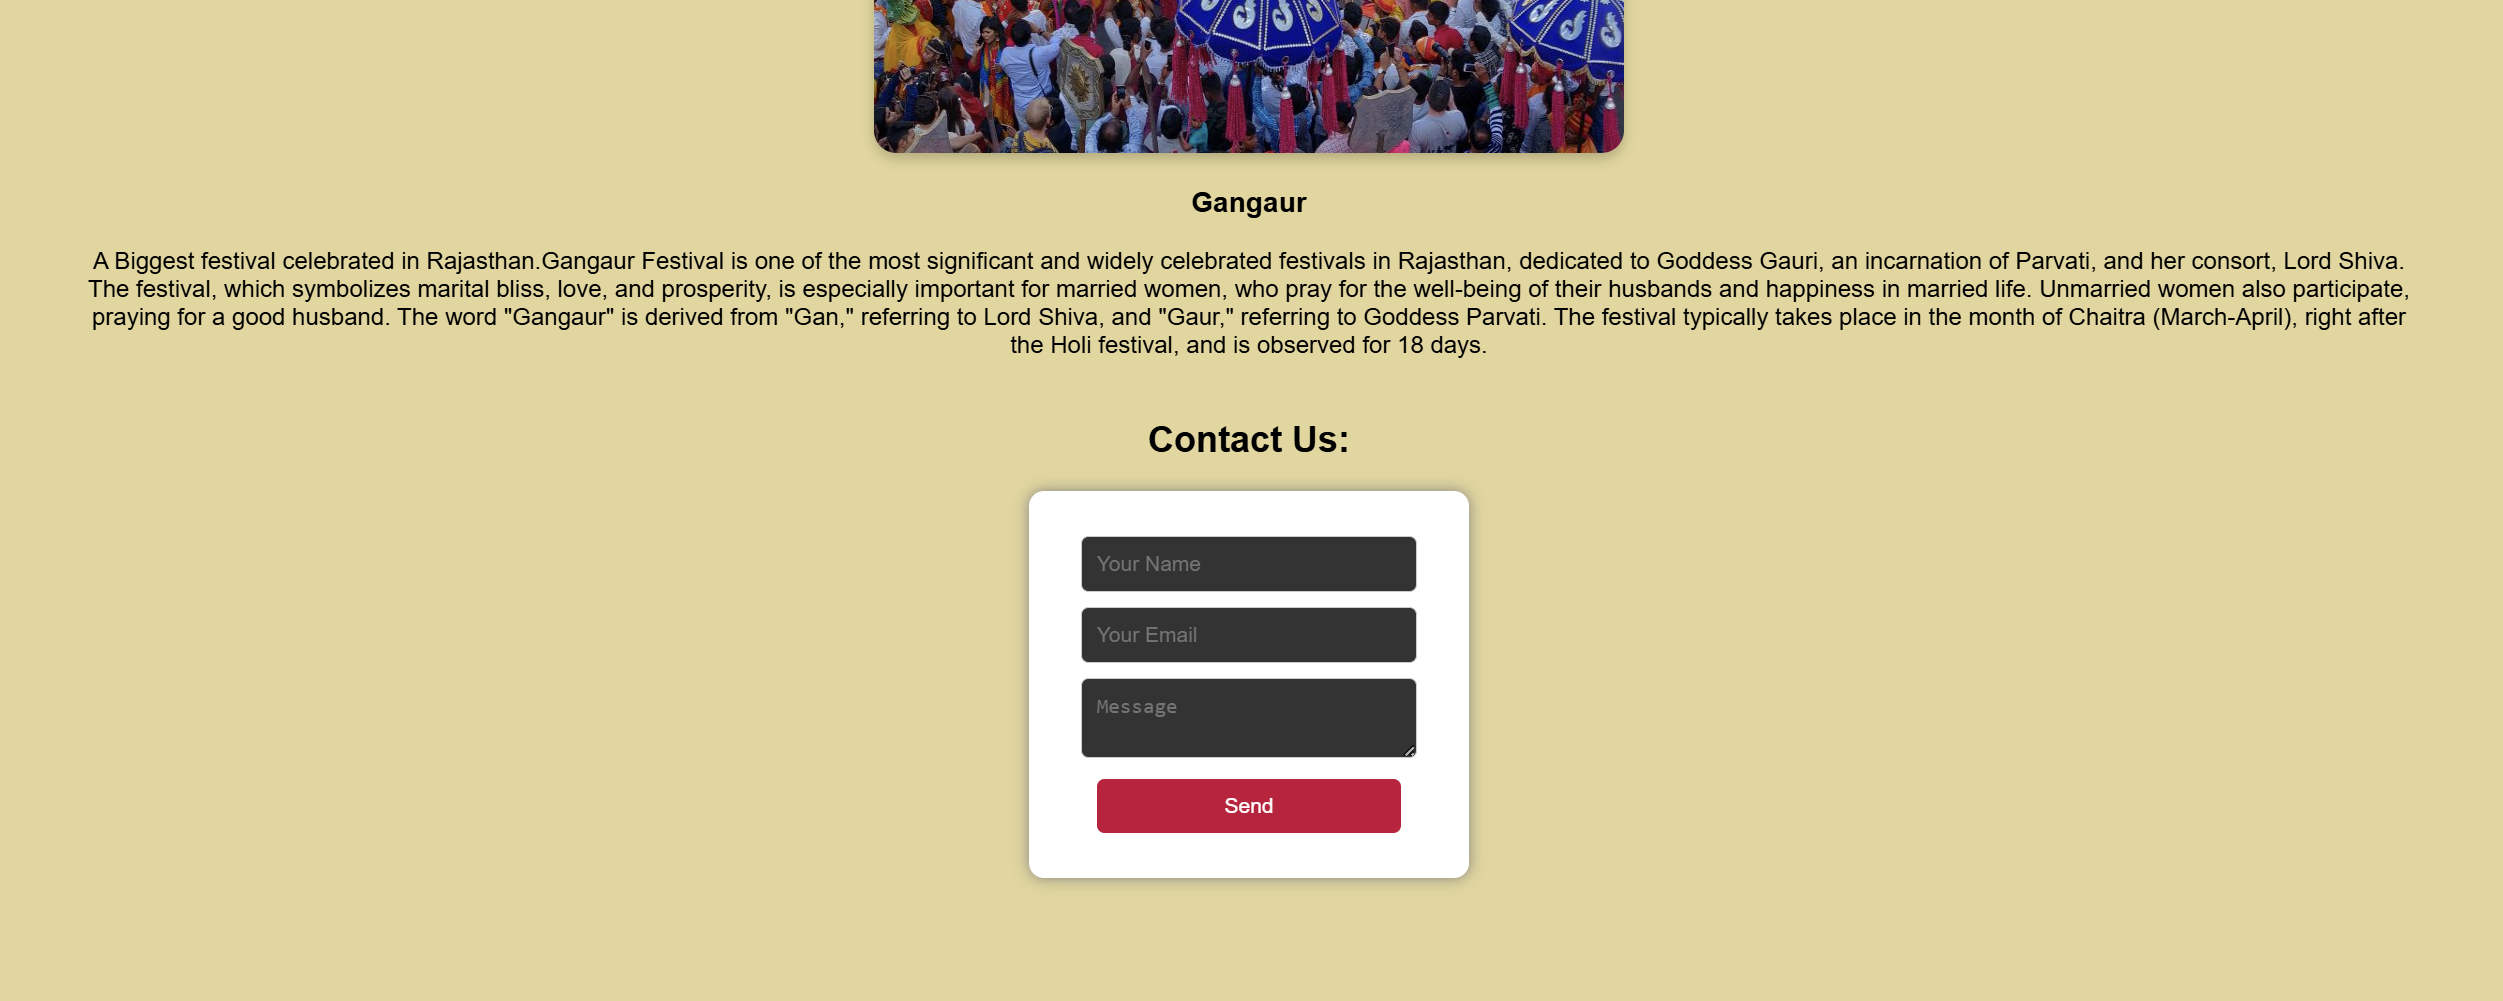 Gangaur
A Biggest festival celebrated in Rajasthan.Gangaur Festival is one of the most significant and widely celebrated festivals in Rajasthan, dedicated to Goddess Gauri, an incarnation of Parvati, and her consort, Lord Shiva.
The festival, which symbolizes marital bliss, love, and prosperity, is especially important for married women, who pray for the well-being of their husbands and happiness in married life. Unmarried women also participate,
praying for a good husband. The word "Gangaur" is derived from "Gan," referring to Lord Shiva, and "Gaur," referring to Goddess Parvati. The festival typically takes place in the month of Chaitra (March-April), right after
the Holi festival, and is observed for 18 days.
Contact Us:
Your Name
Your Email
Message
Send